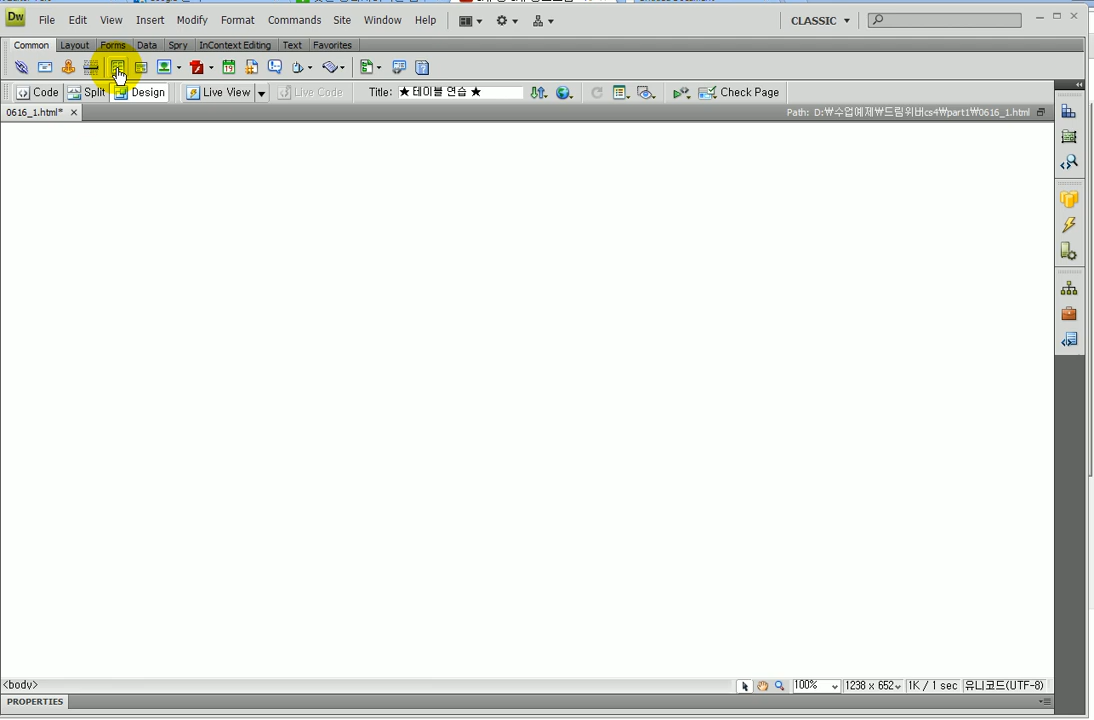 Dw File Edit View Insert Modify Format Commands Site Window Help CLASSIC
Common Layout Forms Data Spry InContext Editing Text Favorites
19
Code Split Design Live View Live Code Title: ★ 테이블 연습 ★ Check Page
0616_1.html* Path: D:₩수업예제₩드림위버cs4₩part1₩0616_1.html
<body> 100% 1238 x 652 1K / 1 sec 유니코드(UTF-8)
PROPERTIES